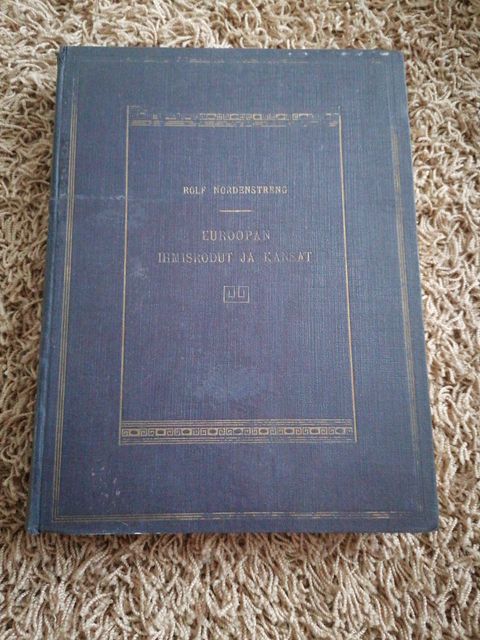 ROLF NORDENSTRENG
EUROOPAN
IHMISRODUT JA KANSAT